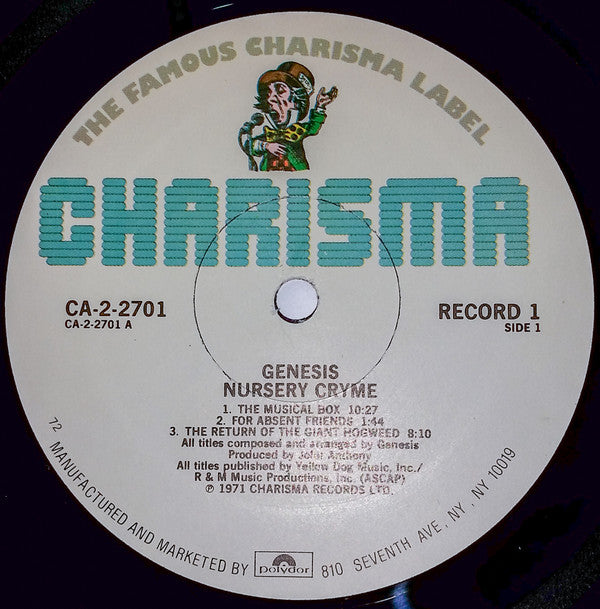 THE FAMOUS CHARISMA LABEL
CHARISMA
CA-2-2701
CA-2-2701 A
RECORD 1
SIDE 1
GENESIS
NURSERY CRYME
1. THE MUSICAL BOX 10:27
2. FOR ABSENT FRIENDS 1:44
3. THE RETURN OF THE GIANT HOGWEED 8:10
All titles composed and arranged by Genesis
Produced by John Anthony
All titles published by Yellow Dog Music, Inc./
R & M Music Productions, Inc. (ASCAP)
℗ 1971 CHARISMA RECORDS LTD.
72 MANUFACTURED AND MARKETED BY polydor 810 SEVENTH AVE, NY, NY 10019